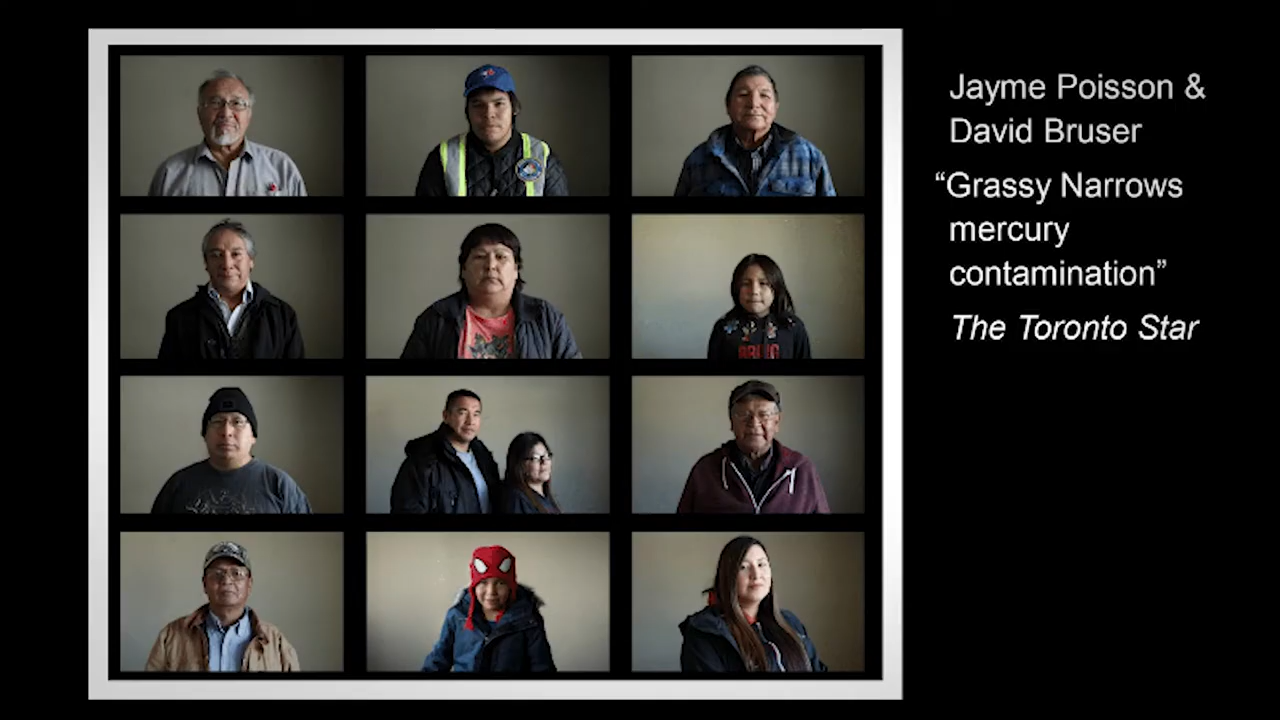 Jayme Poisson &
David Bruser
“Grassy Narrows
mercury
contamination”
The Toronto Star